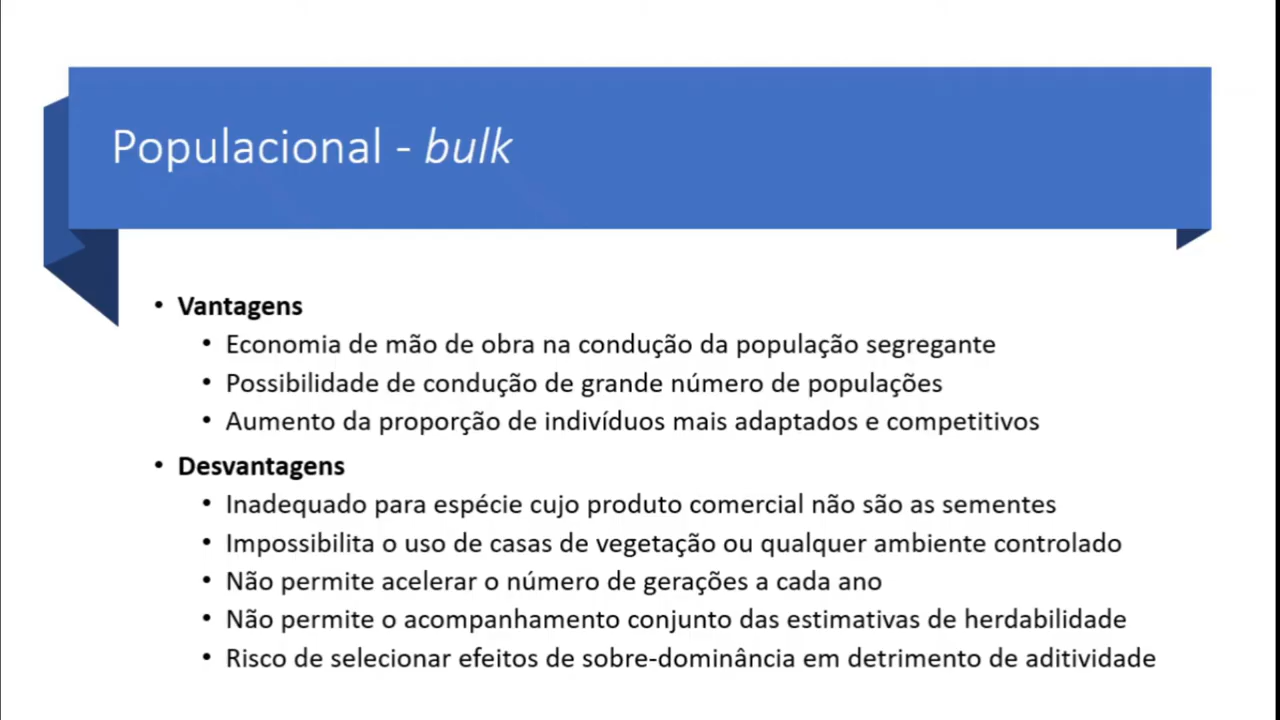 Populacional - bulk
• Vantagens
• Economia de mão de obra na condução da população segregante
• Possibilidade de condução de grande número de populações
• Aumento da proporção de indivíduos mais adaptados e competitivos
• Desvantagens
• Inadequado para espécie cujo produto comercial não são as sementes
• Impossibilita o uso de casas de vegetação ou qualquer ambiente controlado
• Não permite acelerar o número de gerações a cada ano
• Não permite o acompanhamento conjunto das estimativas de herdabilidade
• Risco de selecionar efeitos de sobre-dominância em detrimento de aditividade